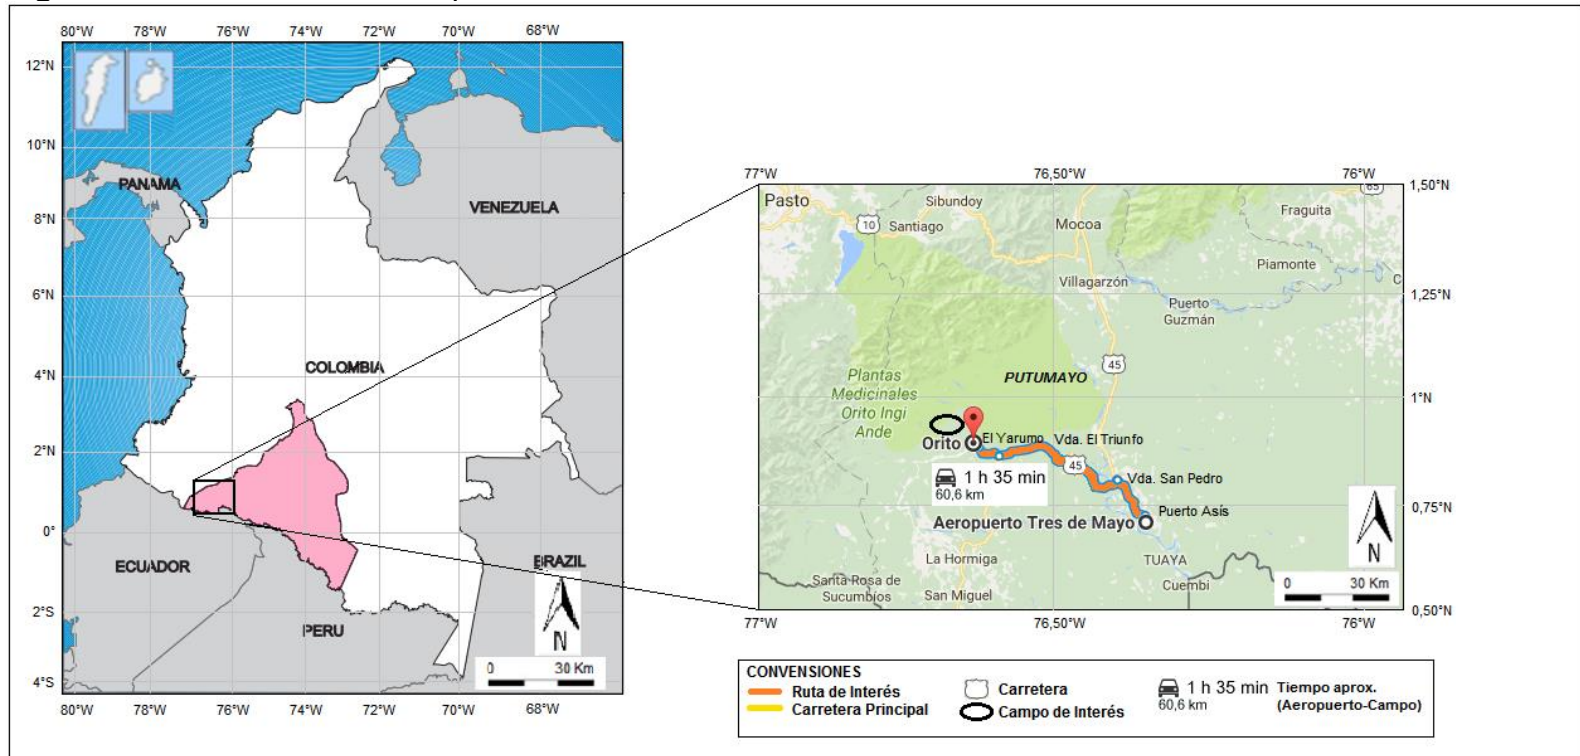 80°W 78°W 76°W 74°W 72°W 70°W 68°W
12°N
10°N
8°N
6°N
4°N
2°N
0°
2°S
4°S
PANAMA
VENEZUELA
COLOMBIA
ECUADOR
BRAZIL
PERU
N
0 30 Km
80°W 78°W 76°W 74°W 72°W 70°W 68°W
77°W 76,50°W 76°W
1,50°N
1,25°N
1°N
0,75°N
0,50°N
Pasto
Sibundoy
65
Fraguita
10
Santiago
Mocoa
Piamonte
C
Villagarzón
Puerto
Guzmán
45
Plantas
Medicinales
Orito Ingi
Ande
PUTUMAYO
Orito
El Yarumo
Vda. El Triunfo
45
1 h 35 min
60,6 km
Vda. San Pedro
Puerto Asís
Aeropuerto Tres de Mayo
La Hormiga
TUAYA
Cuembi
Santa Rosa de
Sucumbios
San Miguel
N
0 30 Km
77°W 76,50°W 76°W
CONVENSIONES
Ruta de Interés
Carretera Principal
Carretera
Campo de Interés
1 h 35 min
60,6 km
Tiempo aprox.
(Aeropuerto-Campo)